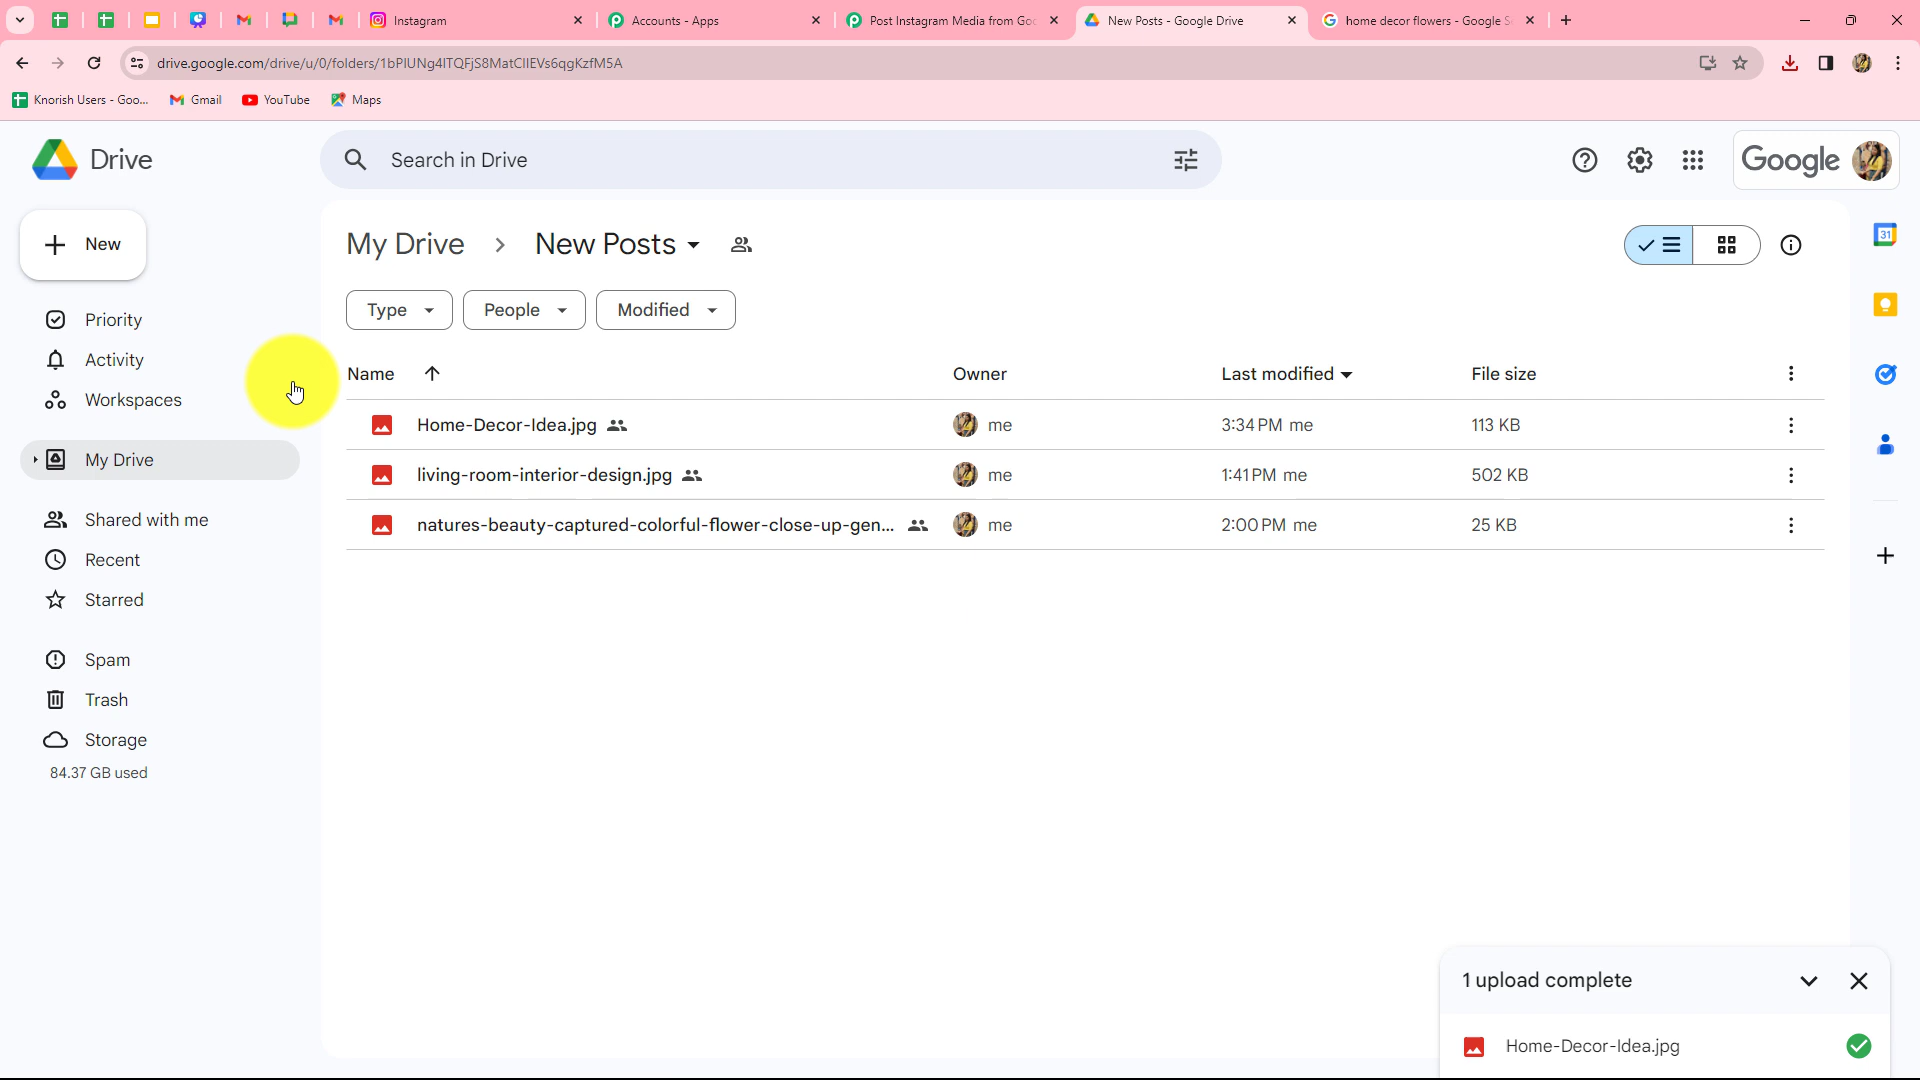 Instagram
Accounts - Apps
Post Instagram Media from Goo
New Posts - Google Drive
home decor flowers - Google S
drive.google.com/drive/u/0/folders/
Knorish Users - Goo...
Gmail
YouTube
Maps
Drive
Search in Drive
Google
New
My Drive > New Posts
Type
People
Modified
Priority
Activity
Workspaces
My Drive
Shared with me
Recent
Starred
Spam
Trash
Storage
84.37 GB used
Name Owner Last modified File size
Home-Decor-Idea.jpg me 3:34 PM me 113 KB
living-room-interior-design.jpg me 1:41 PM me 502 KB
natures-beauty-captured-colorful-flower-close-up-gen... me 2:00 PM me 25 KB
31
1 upload complete
Home-Decor-Idea.jpg